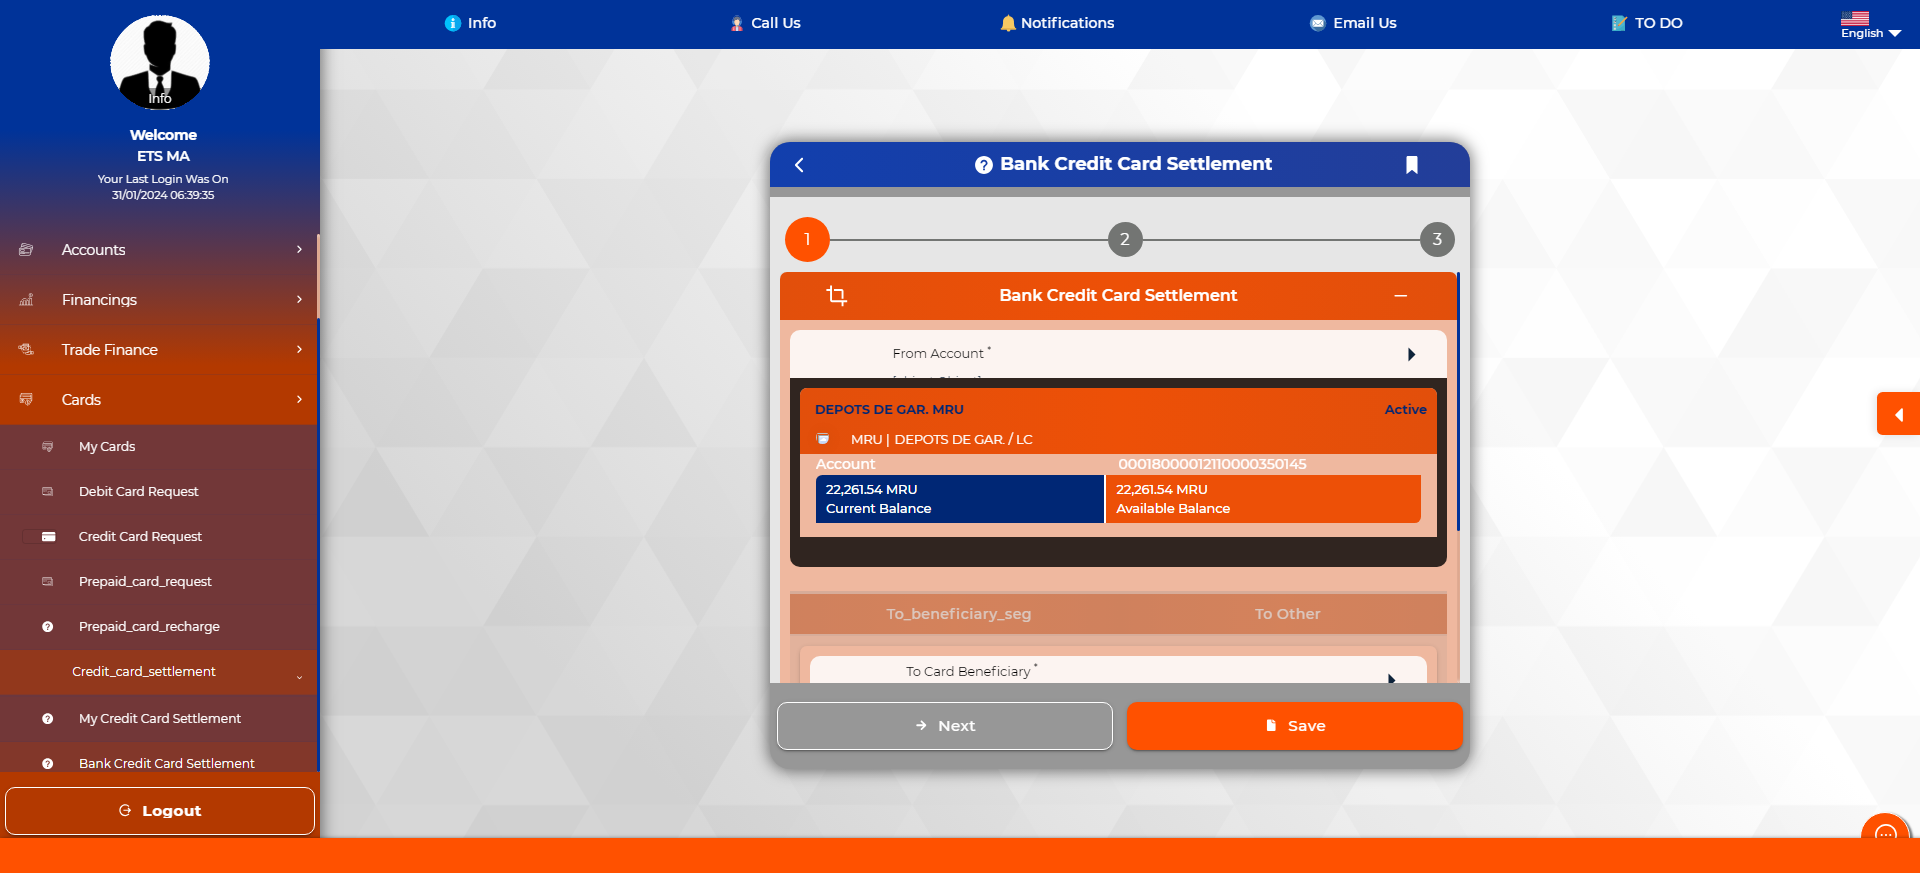 Info
Call Us
Notifications
Email Us
TO DO
English
Info
Welcome
ETS MA
Your Last Login Was On
31/01/2024 06:39:35
Accounts
Financings
Trade Finance
Cards
My Cards
Debit Card Request
Credit Card Request
Prepaid_card_request
Prepaid_card_recharge
Credit_card_settlement
My Credit Card Settlement
Bank Credit Card Settlement
Logout
Bank Credit Card Settlement
1
2
3
Bank Credit Card Settlement
From Account *
DEPOTS DE GAR. MRU
Active
MRU | DEPOTS DE GAR. / LC
Account
00018000012110000350145
22,261.54 MRU
Current Balance
22,261.54 MRU
Available Balance
To_beneficiary_seg
To Other
To Card Beneficiary *
Next
Save